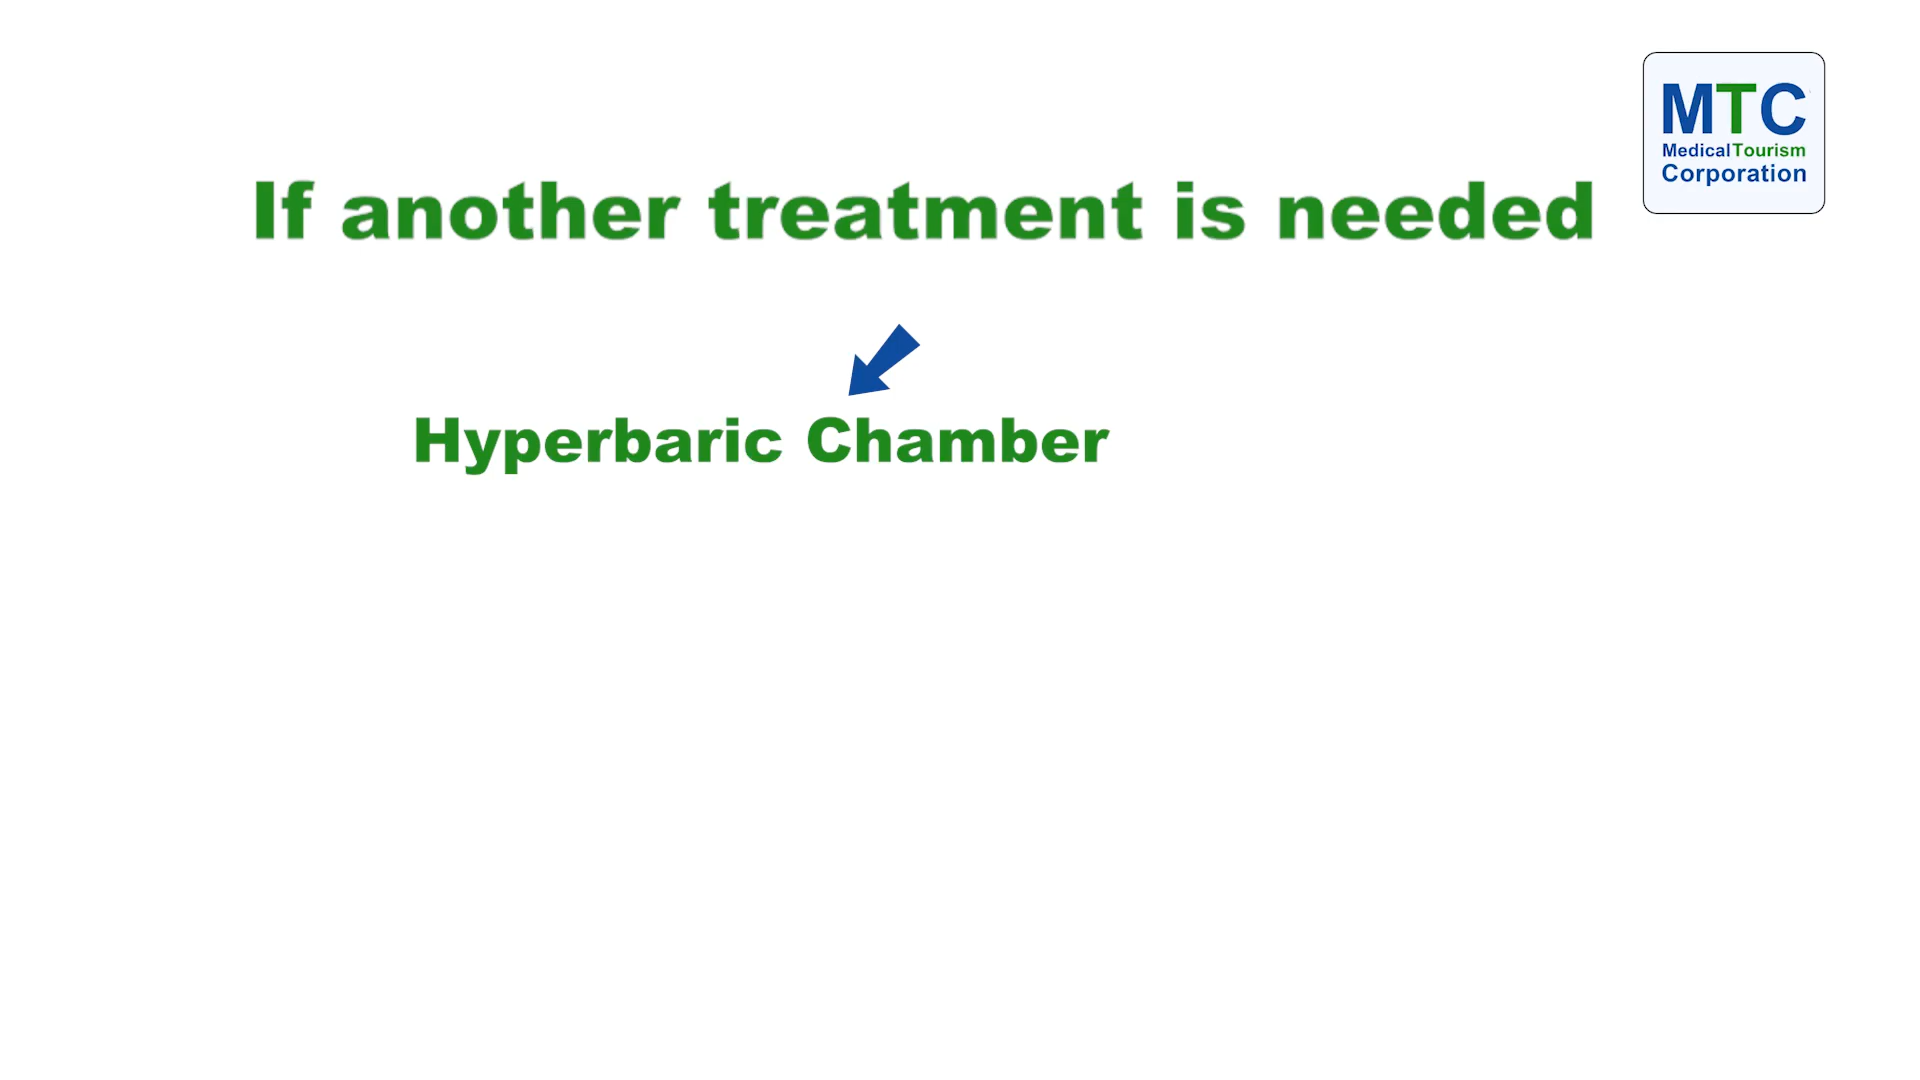 MTC
MedicalTourism
Corporation
If another treatment is needed
Hyperbaric Chamber